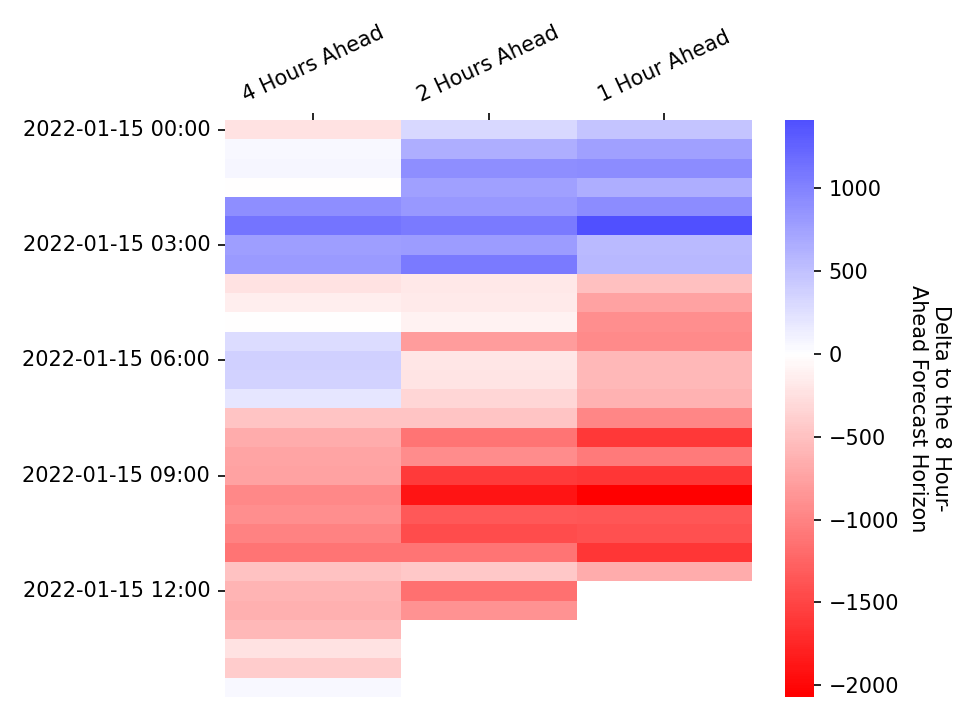 4 Hours Ahead
2 Hours Ahead
1 Hour Ahead
2022-01-15 00:00
2022-01-15 03:00
2022-01-15 06:00
2022-01-15 09:00
2022-01-15 12:00
1000
500
0
−500
−1000
−1500
−2000
Delta to the 8 Hour-
Ahead Forecast Horizon